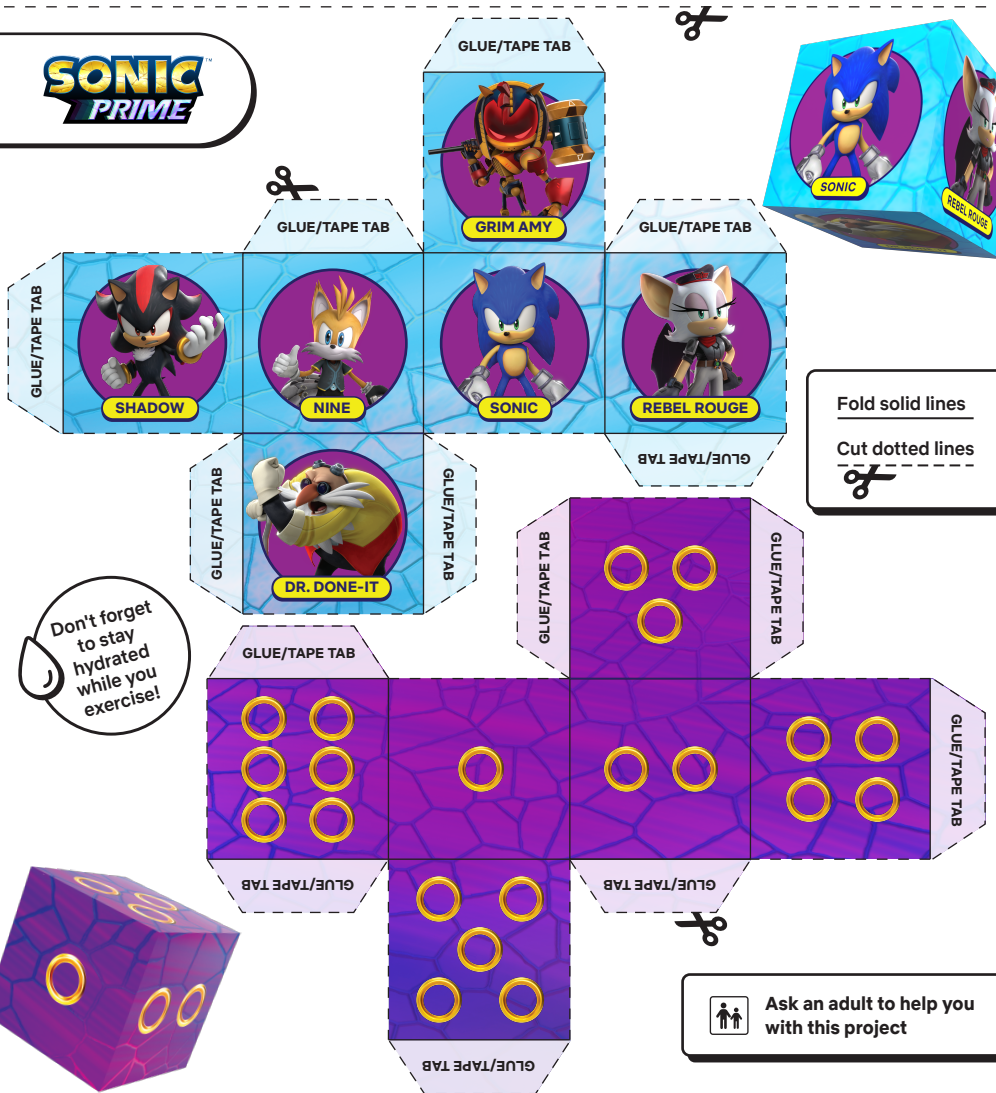 SONIC
PRIME
™
GLUE/TAPE TAB
GRIM AMY
SONIC
REBEL ROUGE
GLUE/TAPE TAB
GLUE/TAPE TAB
GLUE/TAPE TAB
SHADOW
NINE
SONIC
REBEL ROUGE
Fold solid lines
Cut dotted lines
GLUE/TAPE TAB
GLUE/TAPE TAB
GLUE/TAPE TAB
DR. DONE-IT
GLUE/TAPE TAB
GLUE/TAPE TAB
Don't forget
to stay
hydrated
while you
exercise!
GLUE/TAPE TAB
GLUE/TAPE TAB
GLUE/TAPE TAB
GLUE/TAPE TAB
GLUE/TAPE TAB
Ask an adult to help you
with this project